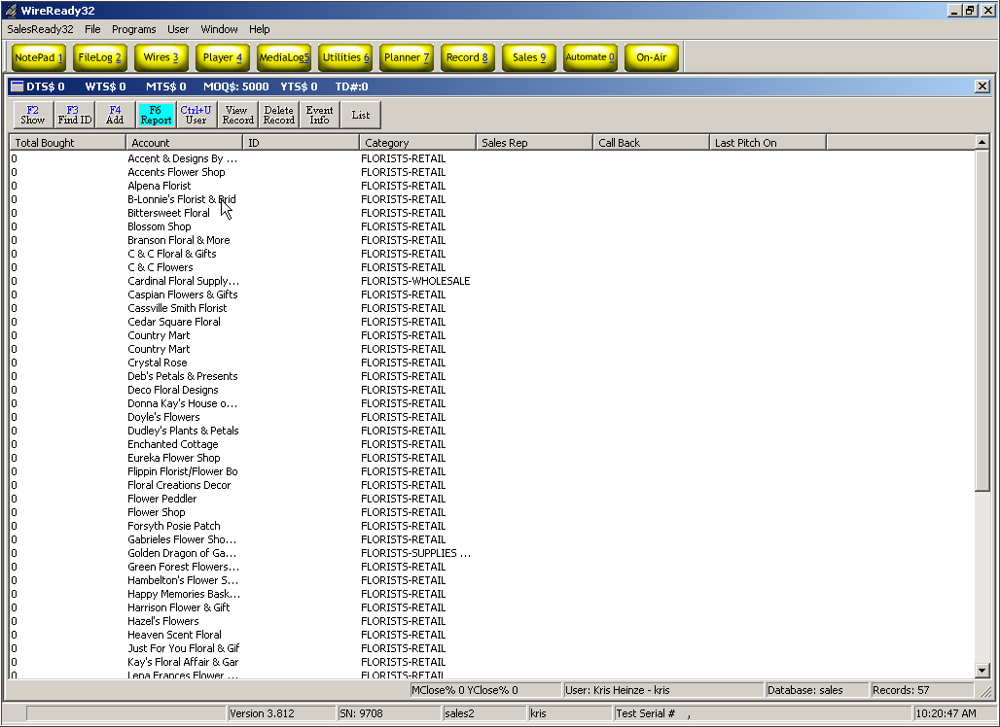 WireReady32
SalesReady32 File Programs User Window Help
NotePad 1 FileLog 2 Wires 3 Player 4 MediaLog5 Utilities 6 Planner 7 Record 8 Sales 9 Automate 0 On-Air
DTS$ 0 WTS$ 0 MTS$ 0 MOQ$: 5000 YTS$ 0 TD#:0
F2 Show F3 Find ID F4 Add F6 Report Ctrl+U User View Record Delete Record Event Info List
Total Bought Account ID Category Sales Rep Call Back Last Pitch On
0 Accent & Designs By ... FLORISTS-RETAIL
0 Accents Flower Shop FLORISTS-RETAIL
0 Alpena Florist FLORISTS-RETAIL
0 B-Lonnie's Florist & Brid FLORISTS-RETAIL
0 Bittersweet Floral FLORISTS-RETAIL
0 Blossom Shop FLORISTS-RETAIL
0 Branson Floral & More FLORISTS-RETAIL
0 C & C Floral & Gifts FLORISTS-RETAIL
0 C & C Flowers FLORISTS-RETAIL
0 Cardinal Floral Supply... FLORISTS-WHOLESALE
0 Caspian Flowers & Gifts FLORISTS-RETAIL
0 Cassville Smith Florist FLORISTS-RETAIL
0 Cedar Square Floral FLORISTS-RETAIL
0 Country Mart FLORISTS-RETAIL
0 Country Mart FLORISTS-RETAIL
0 Crystal Rose FLORISTS-RETAIL
0 Deb's Petals & Presents FLORISTS-RETAIL
0 Deco Floral Designs FLORISTS-RETAIL
0 Donna Kay's House o... FLORISTS-RETAIL
0 Doyle's Flowers FLORISTS-RETAIL
0 Dudley's Plants & Petals FLORISTS-RETAIL
0 Enchanted Cottage FLORISTS-RETAIL
0 Eureka Flower Shop FLORISTS-RETAIL
0 Flippin Florist/Flower Bo FLORISTS-RETAIL
0 Floral Creations Decor FLORISTS-RETAIL
0 Flower Peddler FLORISTS-RETAIL
0 Flower Shop FLORISTS-RETAIL
0 Forsyth Posie Patch FLORISTS-RETAIL
0 Gabrieles Flower Sho... FLORISTS-RETAIL
0 Golden Dragon of Ga... FLORISTS-SUPPLIES ...
0 Green Forest Flowers... FLORISTS-RETAIL
0 Hambelton's Flower S... FLORISTS-RETAIL
0 Happy Memories Bask... FLORISTS-RETAIL
0 Harrison Flower & Gift FLORISTS-RETAIL
0 Hazel's Flowers FLORISTS-RETAIL
0 Heaven Scent Floral FLORISTS-RETAIL
0 Just For You Floral & Gif FLORISTS-RETAIL
0 Kay's Floral Affair & Gar FLORISTS-RETAIL
0 Lena Frances Flower ... FLORISTS-RETAIL
MClose% 0 YClose% 0 User: Kris Heinze - kris Database: sales Records: 57
Version 3.812 SN: 9708 sales2 kris Test Serial # , 10:20:47 AM